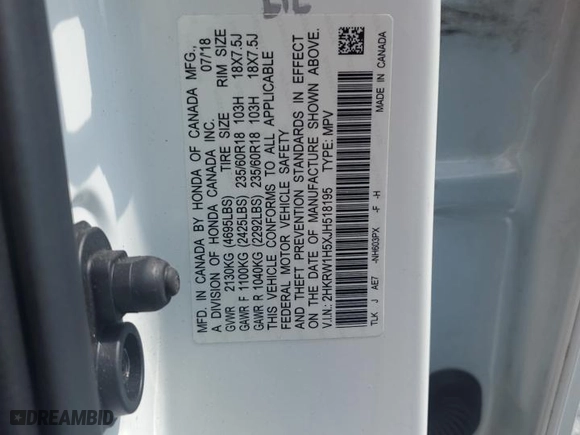 MFD. IN CANADA BY HONDA OF CANADA MFG.,
A DIVISION OF HONDA CANADA INC. 07/18
GVWR 2130KG (4695LBS) TIRE SIZE RIM SIZE
GAWR F 1100KG (2425LBS) 235/60R18 103H 18X7.5J
GAWR R 1040KG (2292LBS) 235/60R18 103H 18X7.5J
THIS VEHICLE CONFORMS TO ALL APPLICABLE
FEDERAL MOTOR VEHICLE SAFETY
AND THEFT PREVENTION STANDARDS IN EFFECT
ON THE DATE OF MANUFACTURE SHOWN ABOVE.
V.I.N.: 2HKRW1H5XJH518195 TYPE: MPV
TLK J AE7 -NH603PX -F -H MADE IN CANADA
DREAMBID